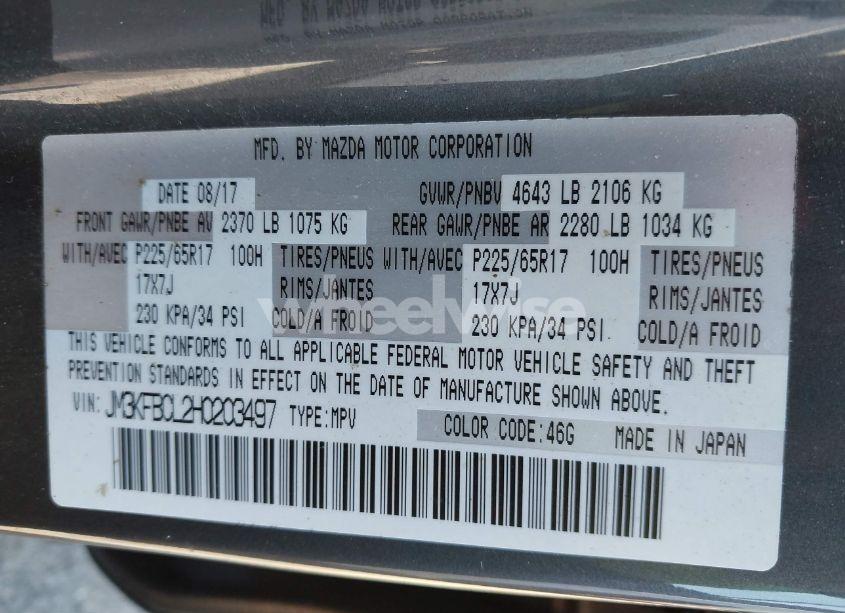 MFD. BY MAZDA MOTOR CORPORATION
DATE 08/17 GVWR/PNBV 4643 LB 2106 KG
FRONT GAWR/PNBE AV 2370 LB 1075 KG REAR GAWR/PNBE AR 2280 LB 1034 KG
WITH/AVEC P225/65R17 100H TIRES/PNEUS WITH/AVEC P225/65R17 100H TIRES/PNEUS
17X7J RIMS/JANTES 17X7J RIMS/JANTES
230 KPA/34 PSI COLD/A FROID 230 KPA/34 PSI COLD/A FROID
wheelwise
THIS VEHICLE CONFORMS TO ALL APPLICABLE FEDERAL MOTOR VEHICLE SAFETY AND THEFT
PREVENTION STANDARDS IN EFFECT ON THE DATE OF MANUFACTURE SHOWN ABOVE.
VIN: JM3KFBCL2H0203497 TYPE:MPV COLOR CODE:46G MADE IN JAPAN